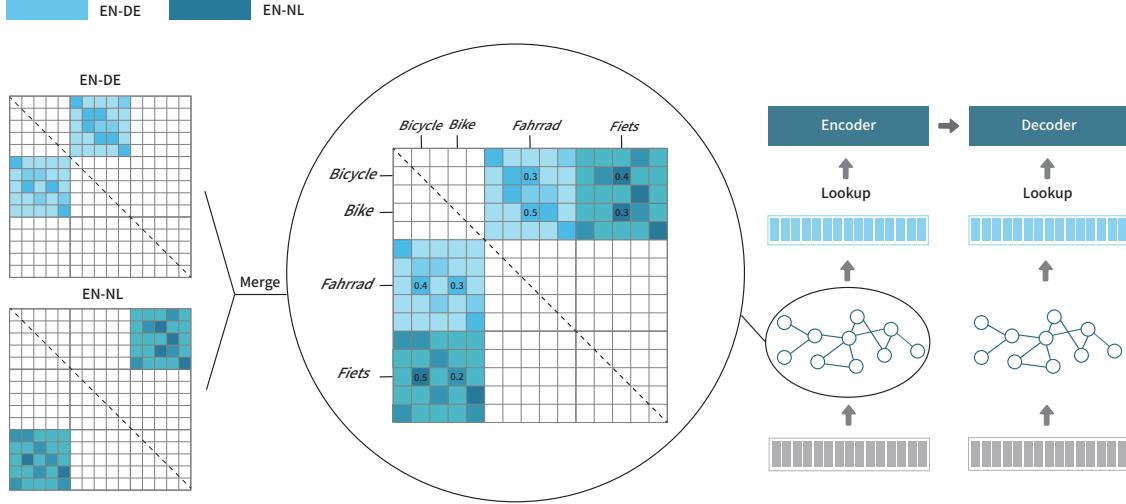 EN-DE
EN-NL
EN-DE
EN-NL
Merge
Bicycle Bike Fahrrad Fiets
Bicycle 0.3 0.4
Bike 0.5 0.3
Fahrrad 0.4 0.3
Fiets 0.5 0.2
Encoder
Decoder
Lookup
Lookup